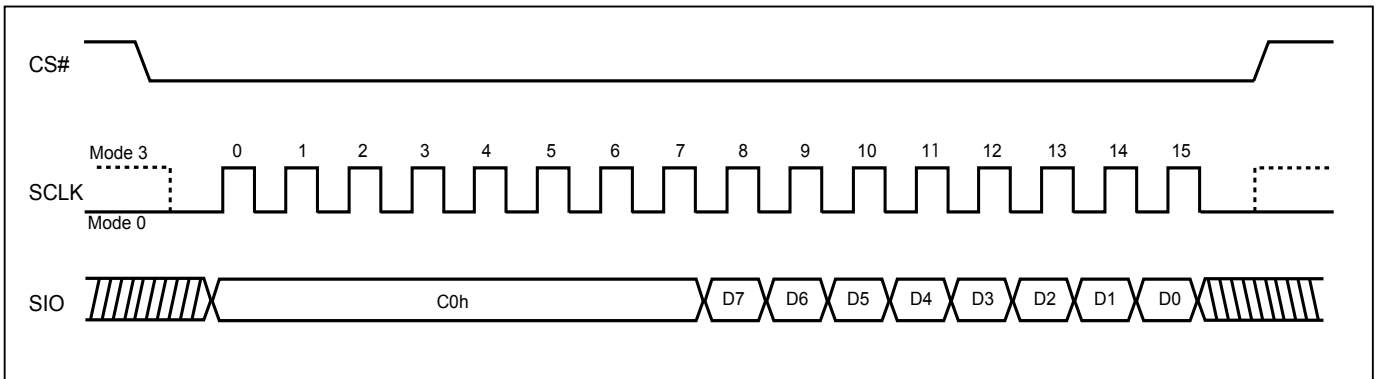 CS#
Mode 3
0 1 2 3 4 5 6 7 8 9 10 11 12 13 14 15
SCLK
Mode 0
SIO
C0h D7 D6 D5 D4 D3 D2 D1 D0